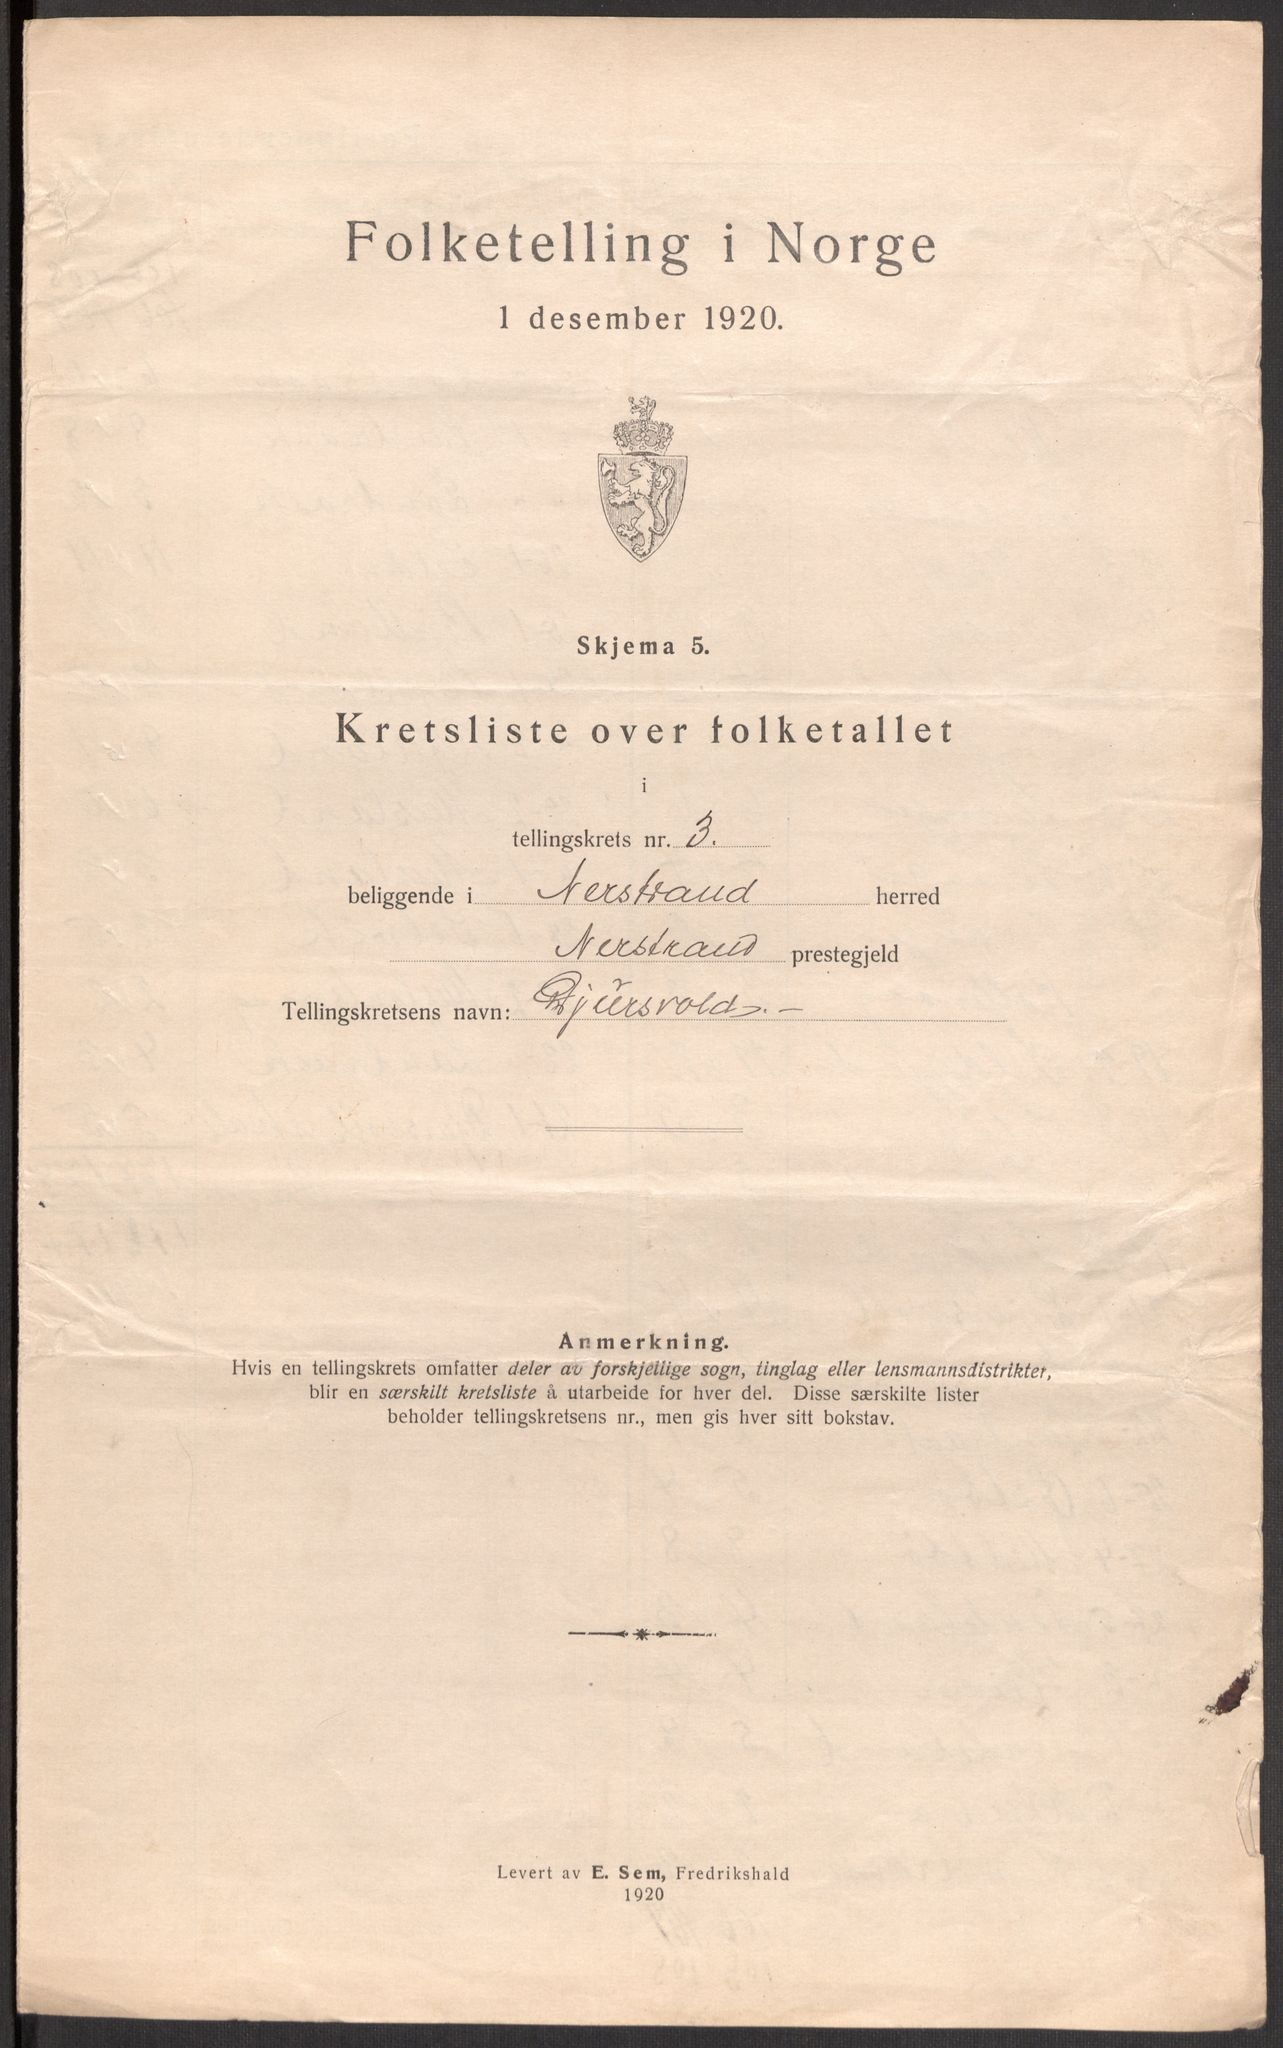 Folketelling i Norge
1 desember 1920.
Skjema 5.
Kretsliste over folketallet
i
tellingskrets nr. 3.
beliggende i Nerstrand herred
Nerstrand prestegjeld
Tellingskretsens navn:
Anmerkning.
Hvis en tellingskrets omfatter deler av forskjellige sogn, tinglag eller lensmannsdistrikter,
blir en særskilt kretsliste å utarbeide for hver del. Disse særskilte lister
beholder tellingskretsens nr., men gis hver sitt bokstav.
Levert av E. Sem, Fredrikshald
1920